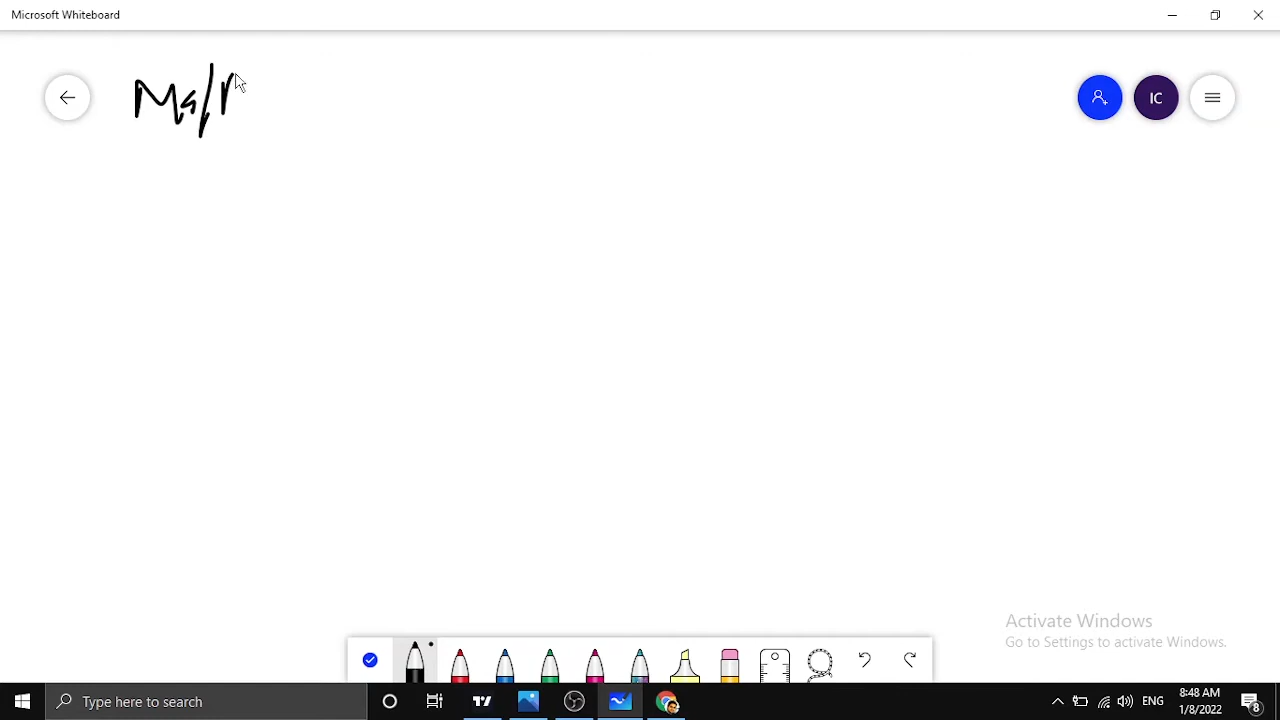 Microsoft Whiteboard
IC
Activate Windows
Go to Settings to activate Windows.
Type here to search
ENG
8:48 AM
1/8/2022
8